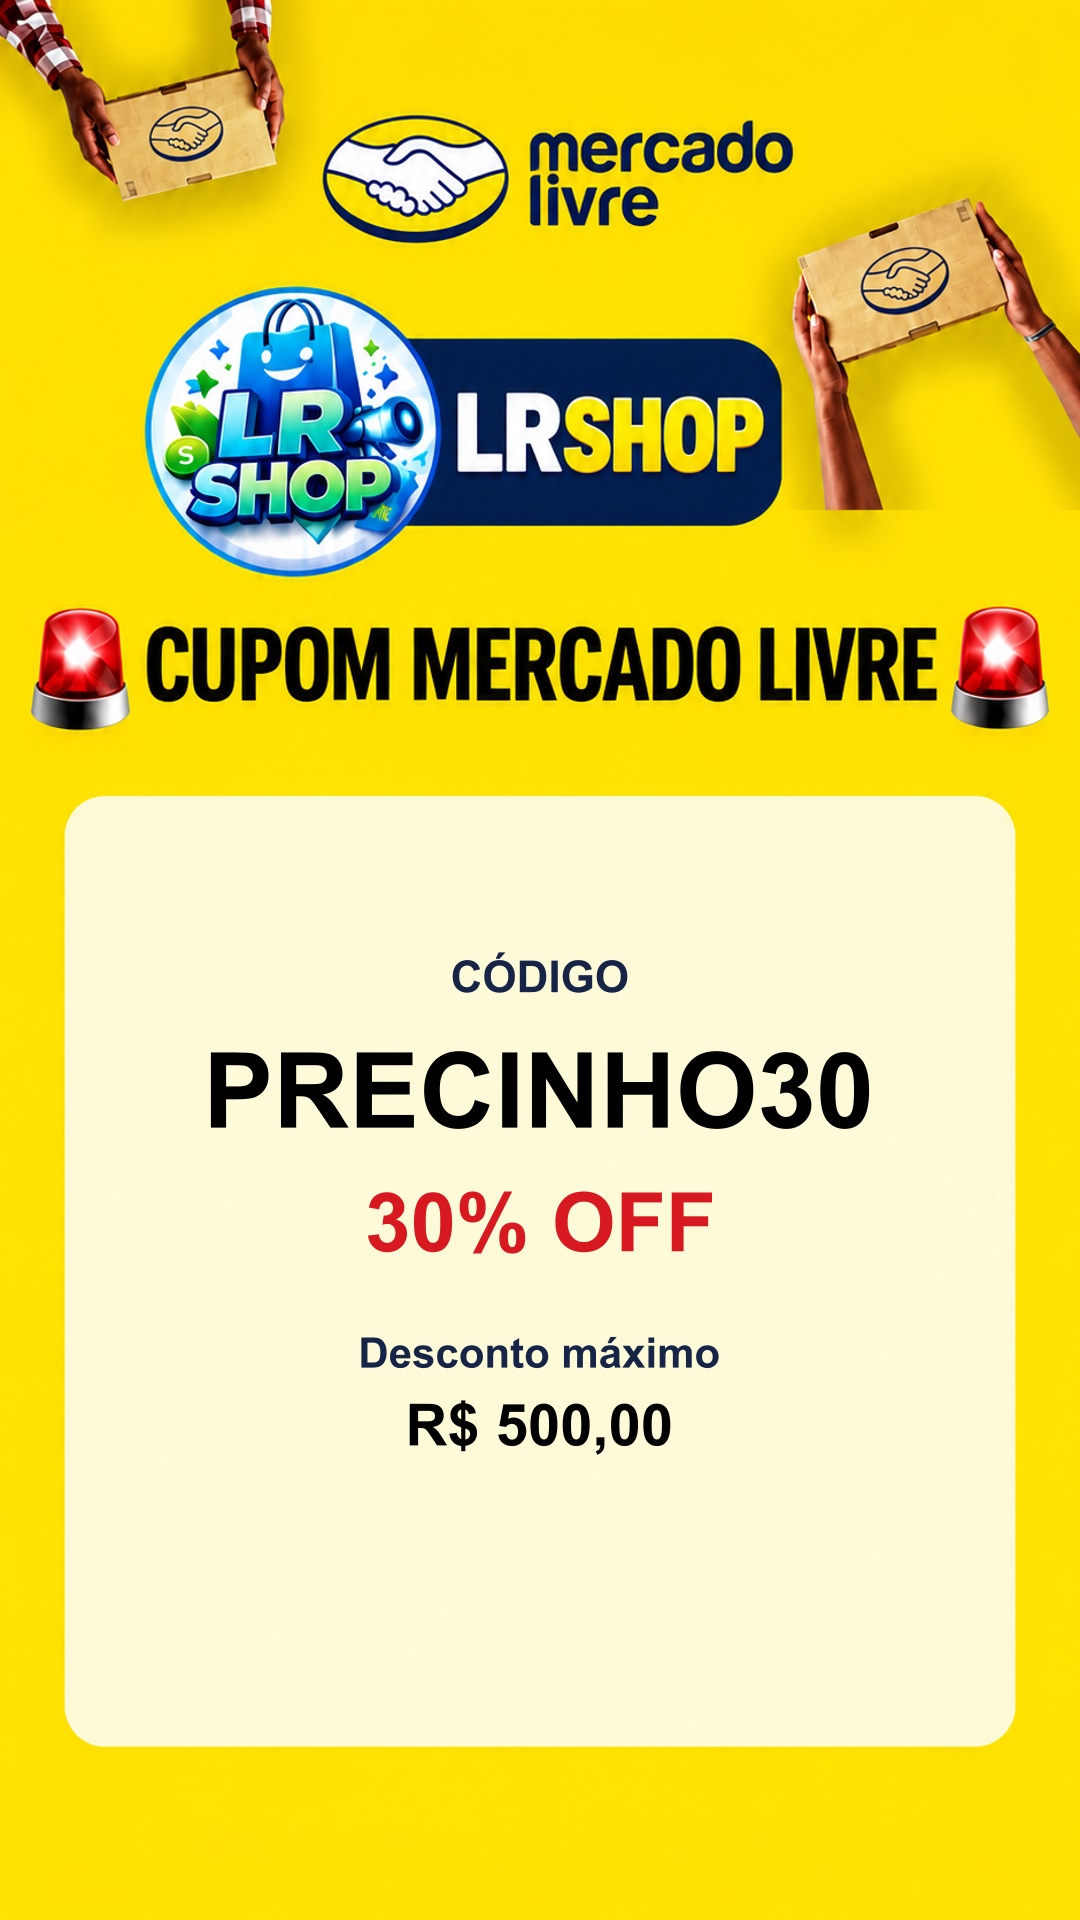 mercado
livre
LR
SHOP
S
LRSHOP
CUPOM MERCADO LIVRE
CÓDIGO
PRECINHO30
30% OFF
Desconto máximo
R$ 500,00